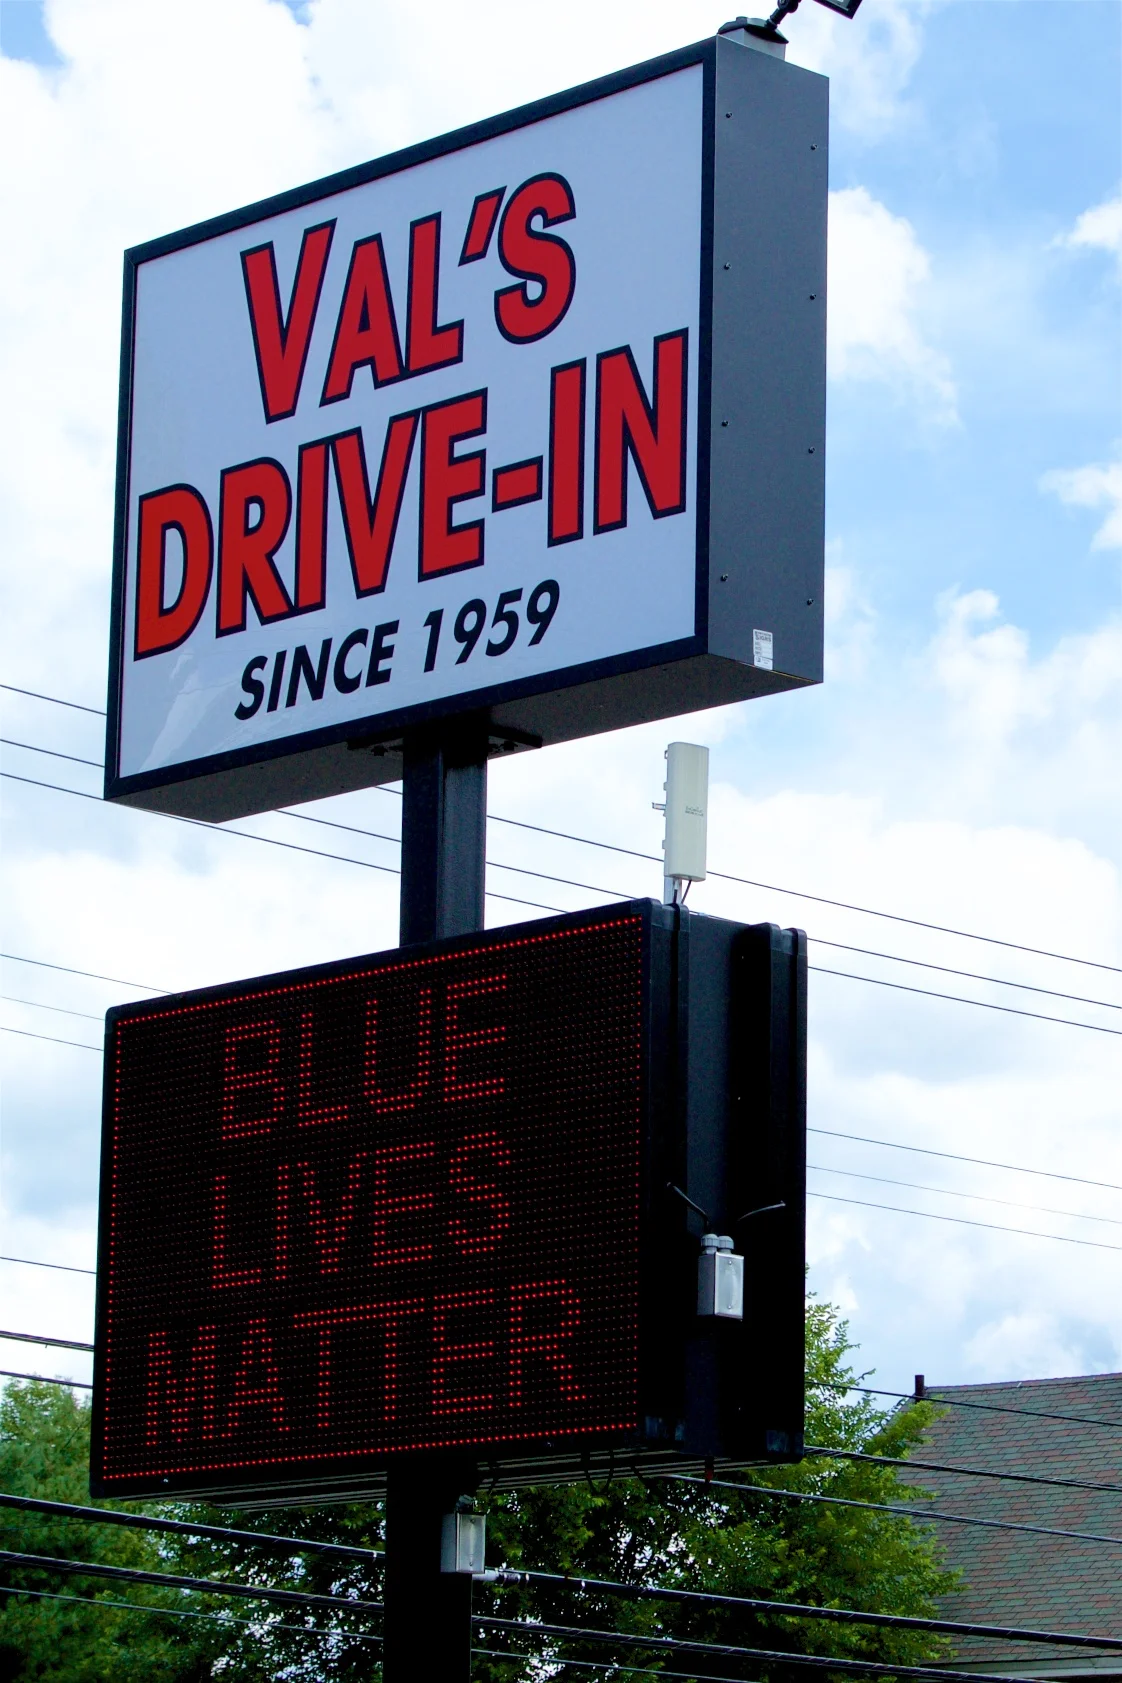 VAL'S
DRIVE-IN
SINCE 1959
BLUE
LIVES
MATTER